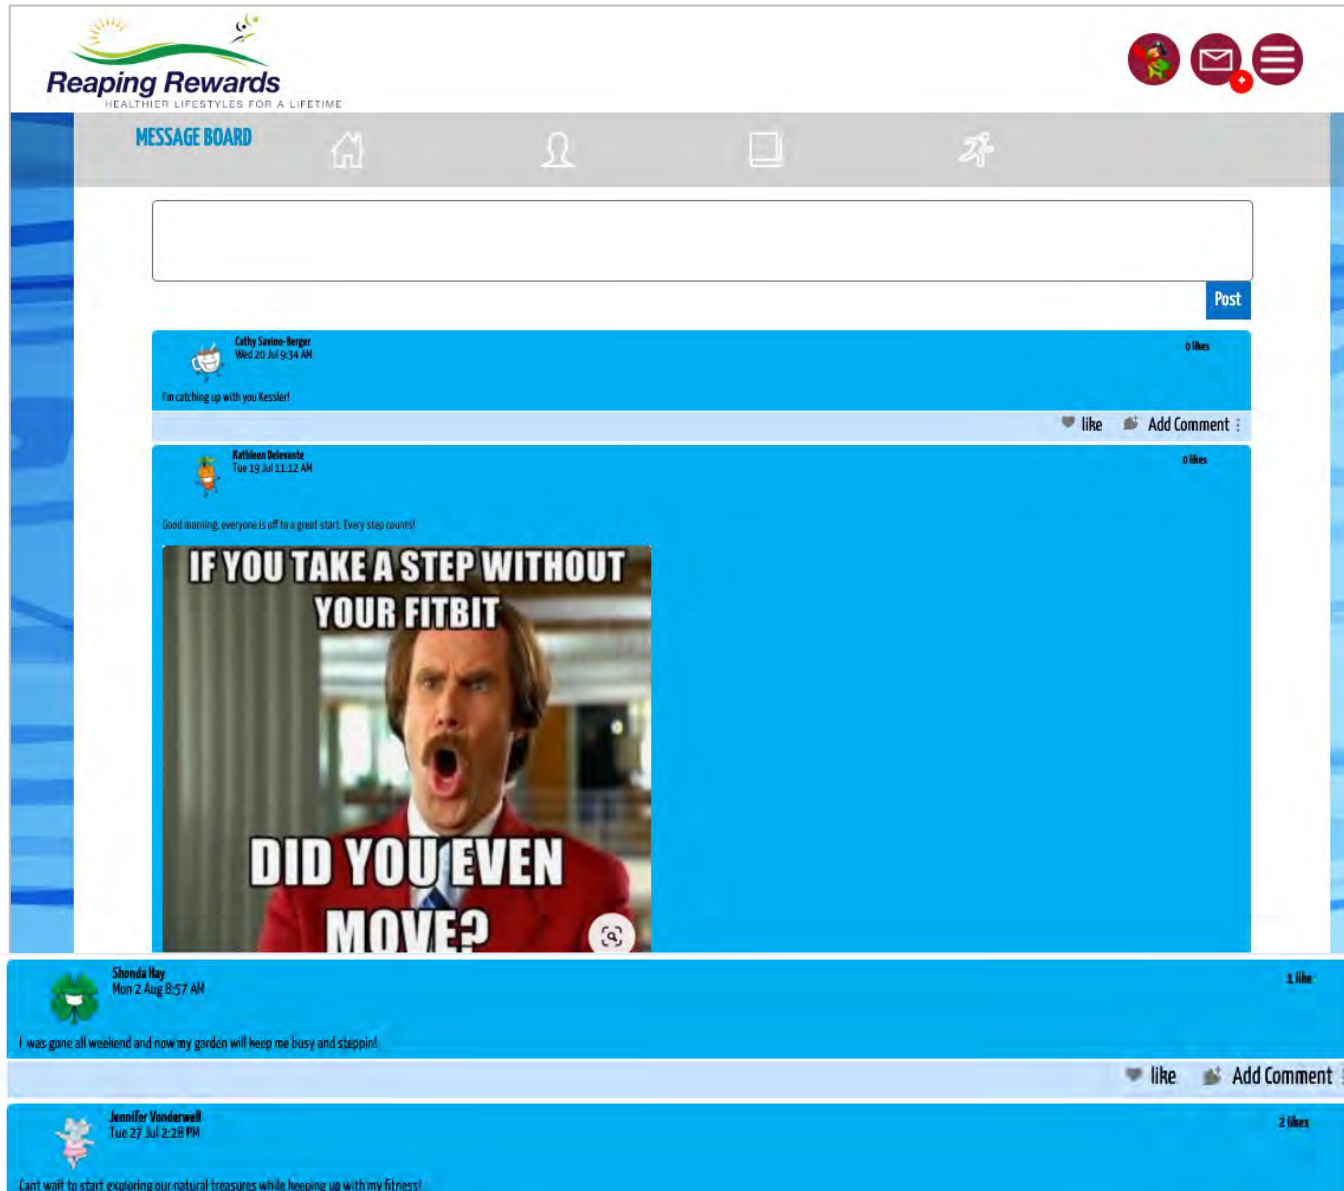 Reaping Rewards
HEALTHIER LIFESTYLES FOR A LIFETIME
MESSAGE BOARD
Post
Cathy Savino-Berger
Wed 20 Jul 9:34 AM
0 likes
I'm catching up with you Kessler!
like Add Comment
Kathleen Delevante
Tue 19 Jul 11:12 AM
0 likes
Good morning, everyone is off to a great start. Every step counts!
IF YOU TAKE A STEP WITHOUT
YOUR FITBIT
DID YOU EVEN
MOVE?
Shonda Hay
Mon 2 Aug 8:57 AM
1 like
I was gone all weekend and now my garden will keep me busy and steppin!
like Add Comment
Jennifer Vonderwell
Tue 27 Jul 2:28 PM
2 likes
Cant wait to start exploring our natural treasures while keeping up with my fitness!